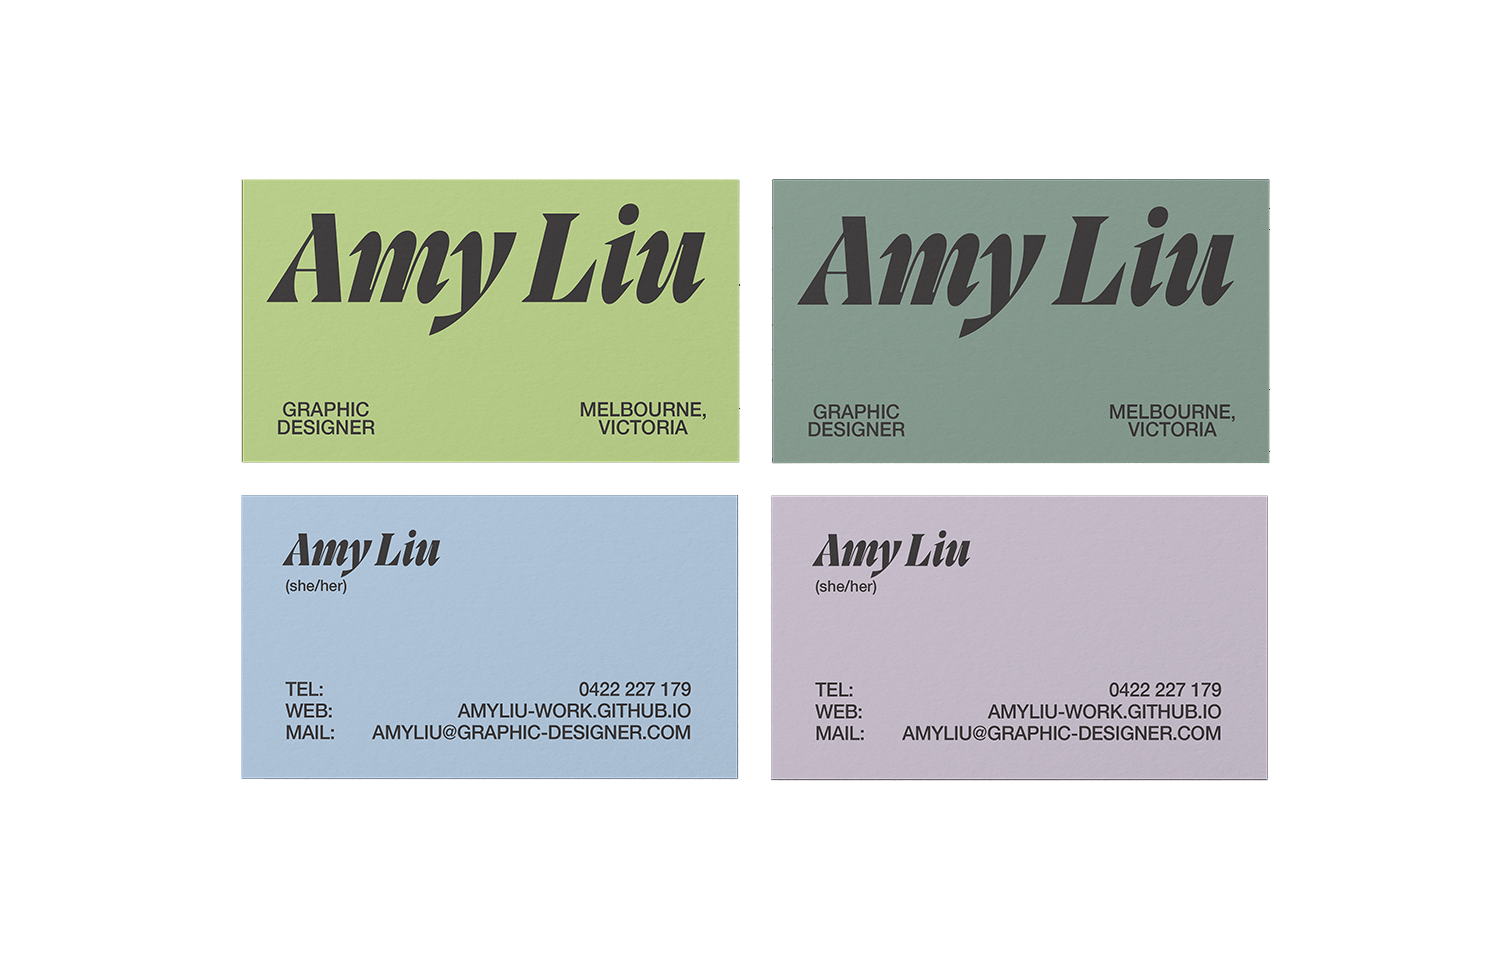 Amy Liu
GRAPHIC
DESIGNER
MELBOURNE,
VICTORIA
Amy Liu
GRAPHIC
DESIGNER
MELBOURNE,
VICTORIA
Amy Liu
(she/her)
TEL: 0422 227 179
WEB: AMYLIU-WORK.GITHUB.IO
MAIL: AMYLIU@GRAPHIC-DESIGNER.COM
Amy Liu
(she/her)
TEL: 0422 227 179
WEB: AMYLIU-WORK.GITHUB.IO
MAIL: AMYLIU@GRAPHIC-DESIGNER.COM